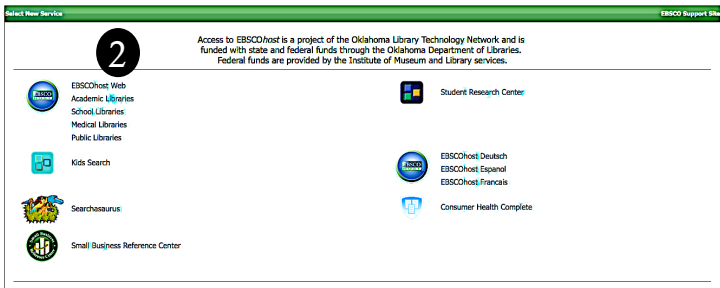 Select New Service
EBSCO Support Site
2
Access to EBSCOhost is a project of the Oklahoma Library Technology Network and is
funded with state and federal funds through the Oklahoma Department of Libraries.
Federal funds are provided by the Institute of Museum and Library services.
EBSCO
EBSCOhost Web
Academic Libraries
School Libraries
Medical Libraries
Public Libraries
Student Research Center
Kids Search
EBSCO
EBSCOhost Deutsch
EBSCOhost Espanol
EBSCOhost Francais
Searchasaurus
Consumer Health Complete
Small Business Reference Center